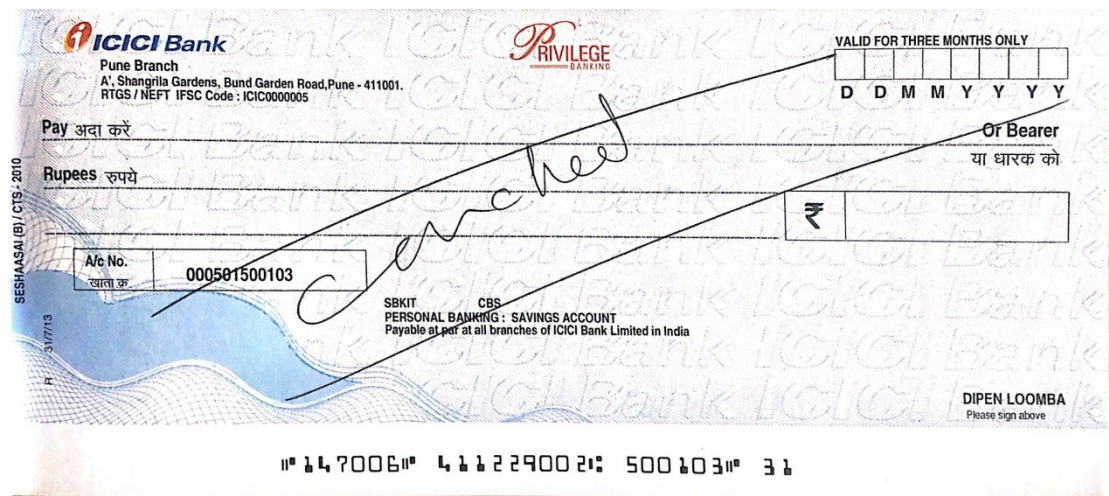 ICICI Bank
PRIVILEGE
BANKING
VALID FOR THREE MONTHS ONLY
Pune Branch
A', Shangrila Gardens, Bund Garden Road,Pune - 411001.
RTGS / NEFT IFSC Code : ICIC0000005
D D M M Y Y Y Y
Pay अदा करें
Or Bearer
या धारक को
Rupees रुपये
₹
Cancheel
A/c No.
खाता क्र.
000501500103
SBKIT CBS
PERSONAL BANKING : SAVINGS ACCOUNT
Payable at par at all branches of ICICI Bank Limited in India
SESHAASAI (B) / CTS - 2010
R 31/7/13
DIPEN LOOMBA
Please sign above
⑈147006⑈ 411229002⑆ 500103⑈ 31